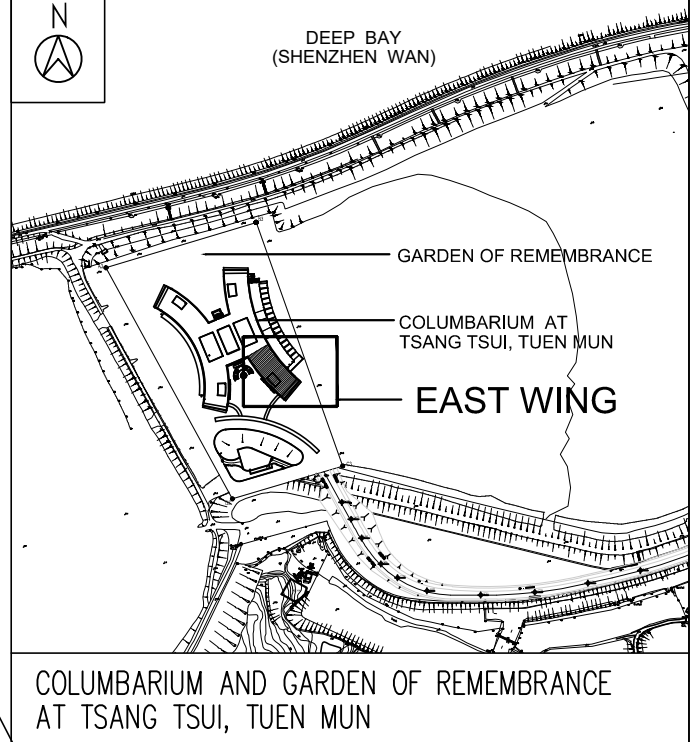 N
DEEP BAY
(SHENZHEN WAN)
GARDEN OF REMEMBRANCE
COLUMBARIUM AT
TSANG TSUI, TUEN MUN
EAST WING
COLUMBARIUM AND GARDEN OF REMEMBRANCE
AT TSANG TSUI, TUEN MUN